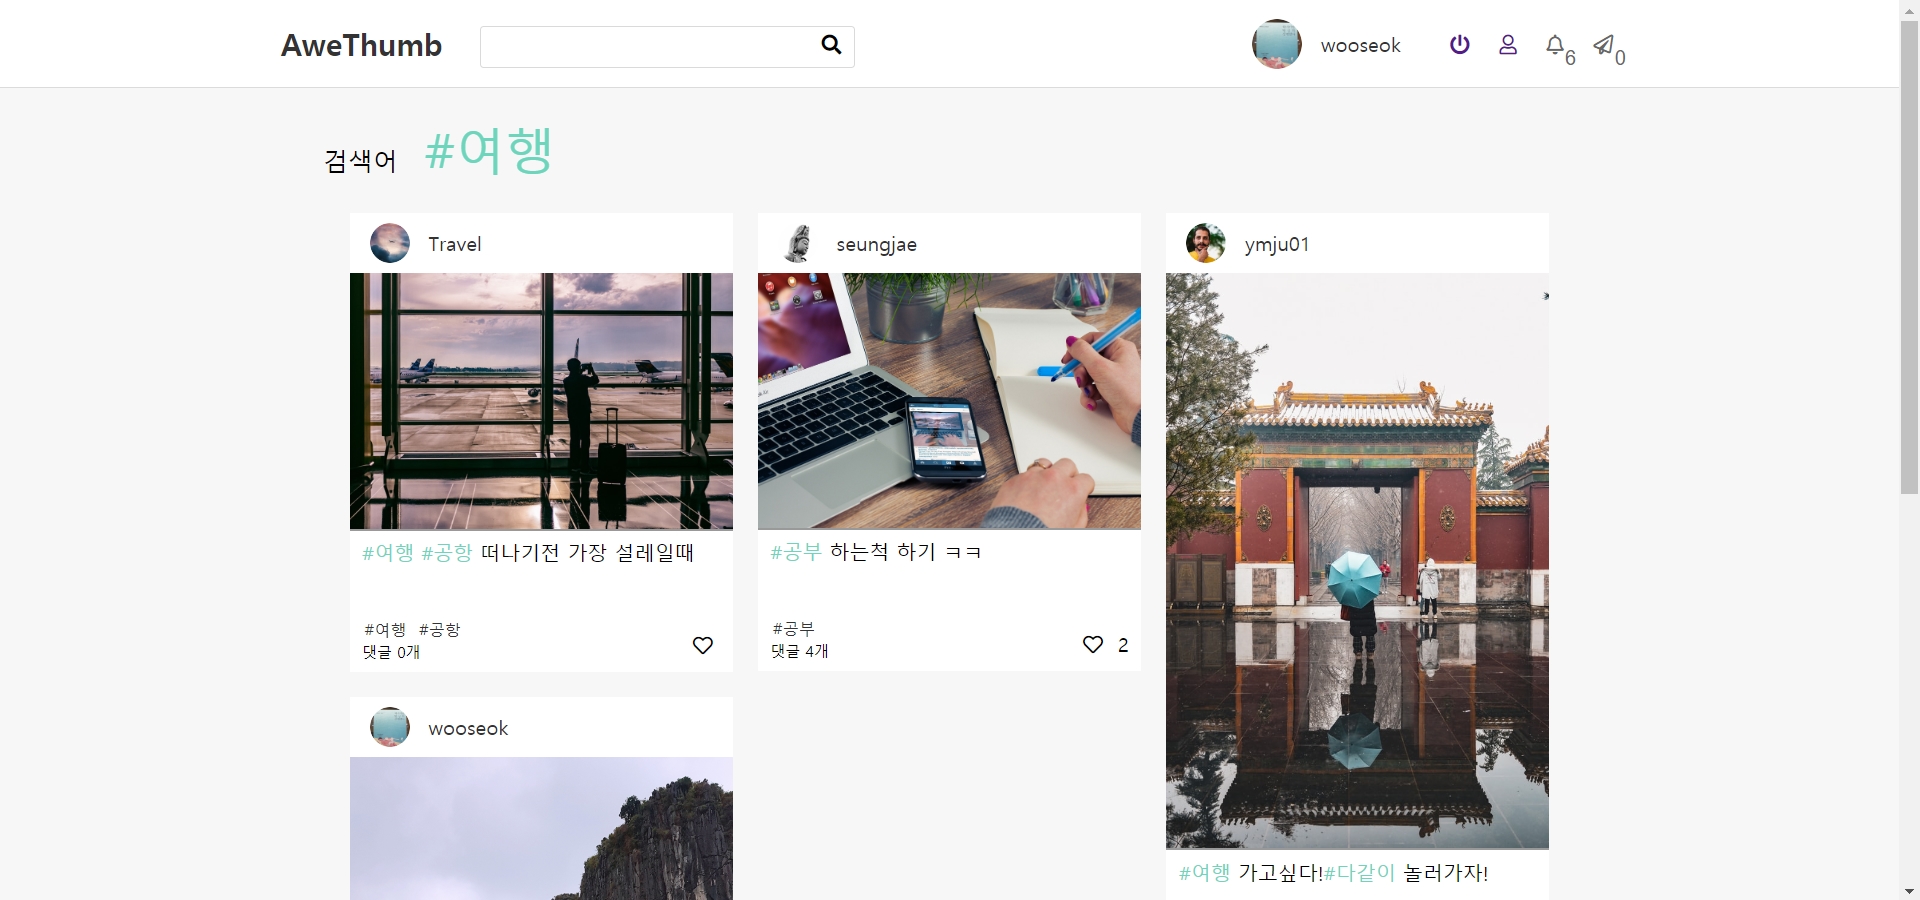 AweThumb
wooseok
6
0
검색어 #여행
Travel
#여행 #공항 떠나기전 가장 설레일때
#여행 #공항
댓글 0개
seungjae
#공부 하는척 하기 ㅋㅋ
#공부
댓글 4개
2
ymju01
#여행 가고싶다!#다같이 놀러가자!
wooseok